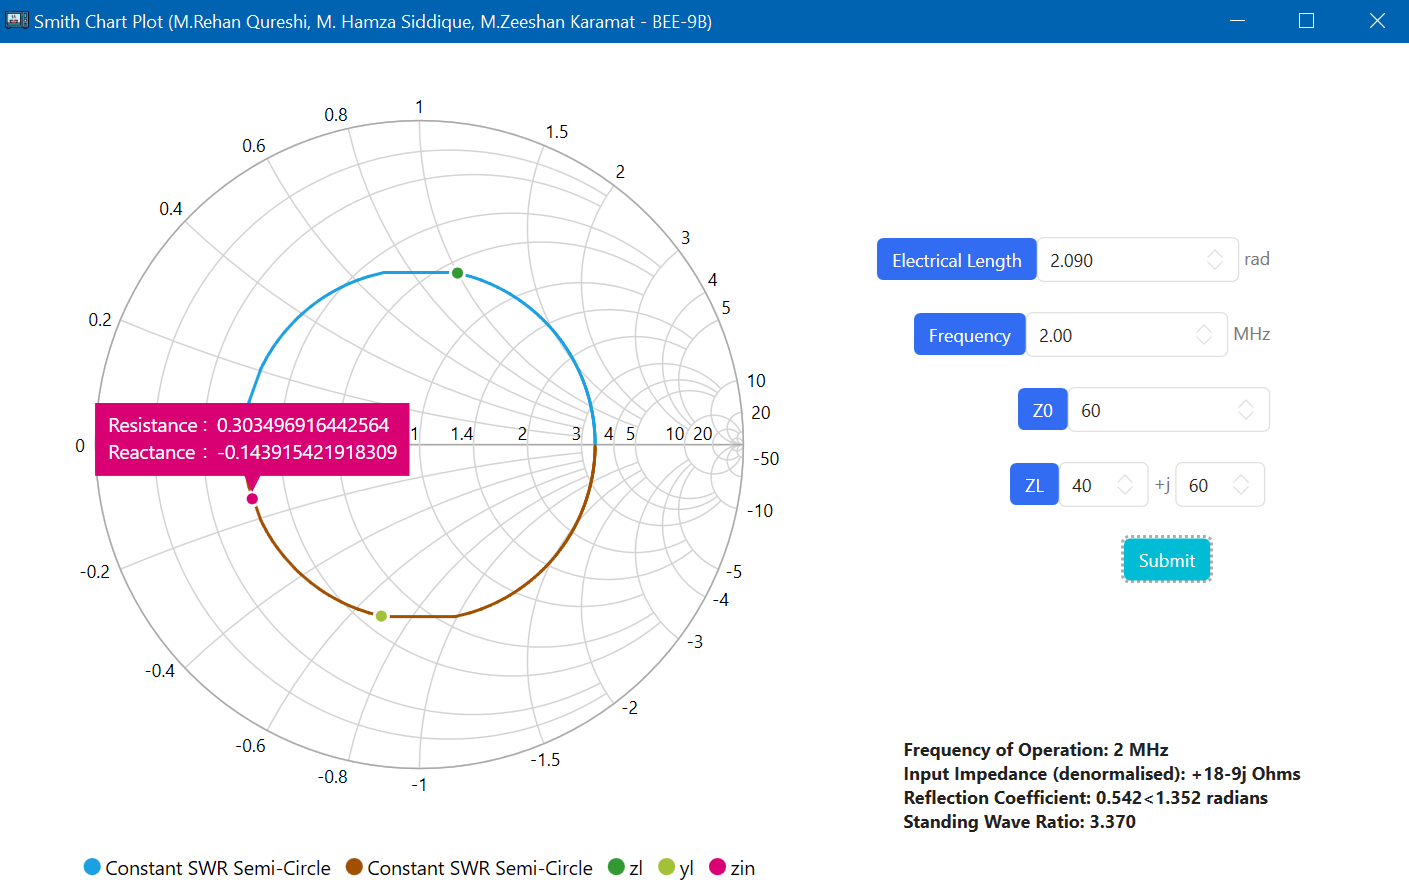 Smith Chart Plot (M.Rehan Qureshi, M. Hamza Siddique, M.Zeeshan Karamat - BEE-9B)
1
0.8
1.5
0.6
2
0.4
3
4
5
0.2
10
20
0
1
1.4
2
3
4
5
10
20
-50
-10
-0.2
-5
-4
-3
-0.4
-2
-0.6
-1.5
-0.8
-1
Resistance : 0.303496916442564
Reactance : -0.143915421918309
Constant SWR Semi-Circle Constant SWR Semi-Circle zl yl zin
Electrical Length 2.090 rad
Frequency 2.00 MHz
Z0 60
ZL 40 +j 60
Submit
Frequency of Operation: 2 MHz
Input Impedance (denormalised): +18-9j Ohms
Reflection Coefficient: 0.542<1.352 radians
Standing Wave Ratio: 3.370